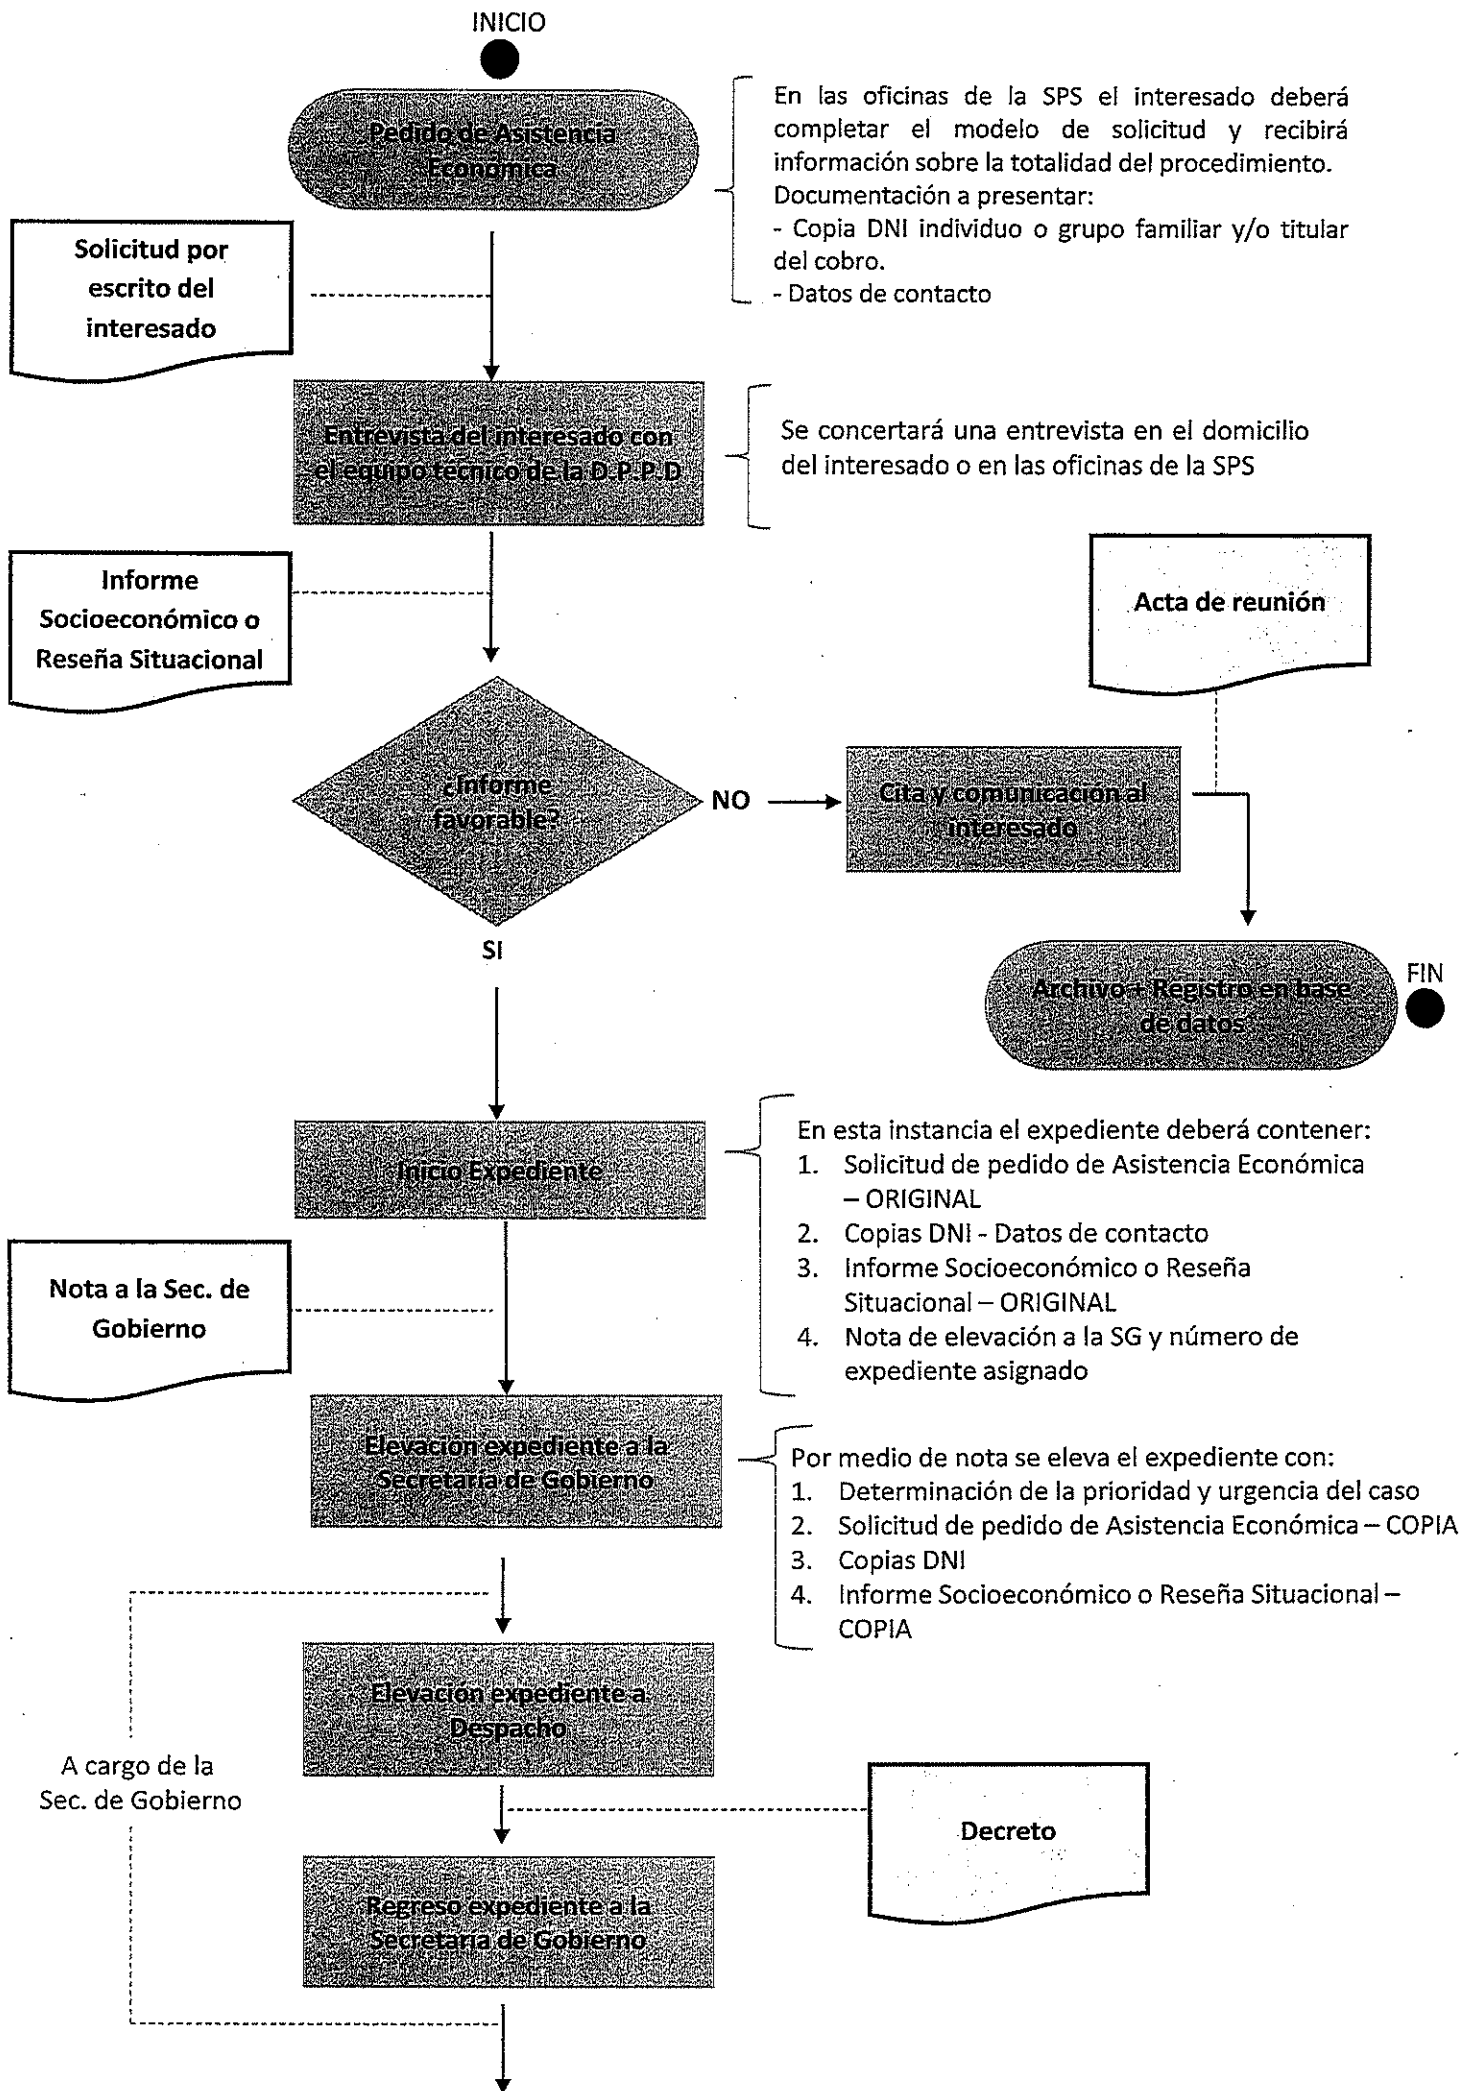 INICIO
Pedido de Asistencia
Económica
En las oficinas de la SPS el interesado deberá
completar el modelo de solicitud y recibirá
información sobre la totalidad del procedimiento.
Documentación a presentar:
- Copia DNI individuo o grupo familiar y/o titular
del cobro.
- Datos de contacto
Solicitud por
escrito del
interesado
Entrevista del interesado con
el equipo técnico de la D.P.P.D
Se concertará una entrevista en el domicilio
del interesado o en las oficinas de la SPS
Informe
Socioeconómico o
Reseña Situacional
Acta de reunión
¿Informe
favorable?
NO
Cita y comunicación al
interesado
SI
Archivo + Registro en base
de datos
FIN
Inicio Expediente
En esta instancia el expediente deberá contener:
1. Solicitud de pedido de Asistencia Económica
– ORIGINAL
2. Copias DNI - Datos de contacto
3. Informe Socioeconómico o Reseña
Situacional – ORIGINAL
4. Nota de elevación a la SG y número de
expediente asignado
Nota a la Sec. de
Gobierno
Elevación expediente a la
Secretaría de Gobierno
Por medio de nota se eleva el expediente con:
1. Determinación de la prioridad y urgencia del caso
2. Solicitud de pedido de Asistencia Económica – COPIA
3. Copias DNI
4. Informe Socioeconómico o Reseña Situacional –
COPIA
Elevación expediente a
Despacho
A cargo de la
Sec. de Gobierno
Decreto
Regreso expediente a la
Secretaría de Gobierno